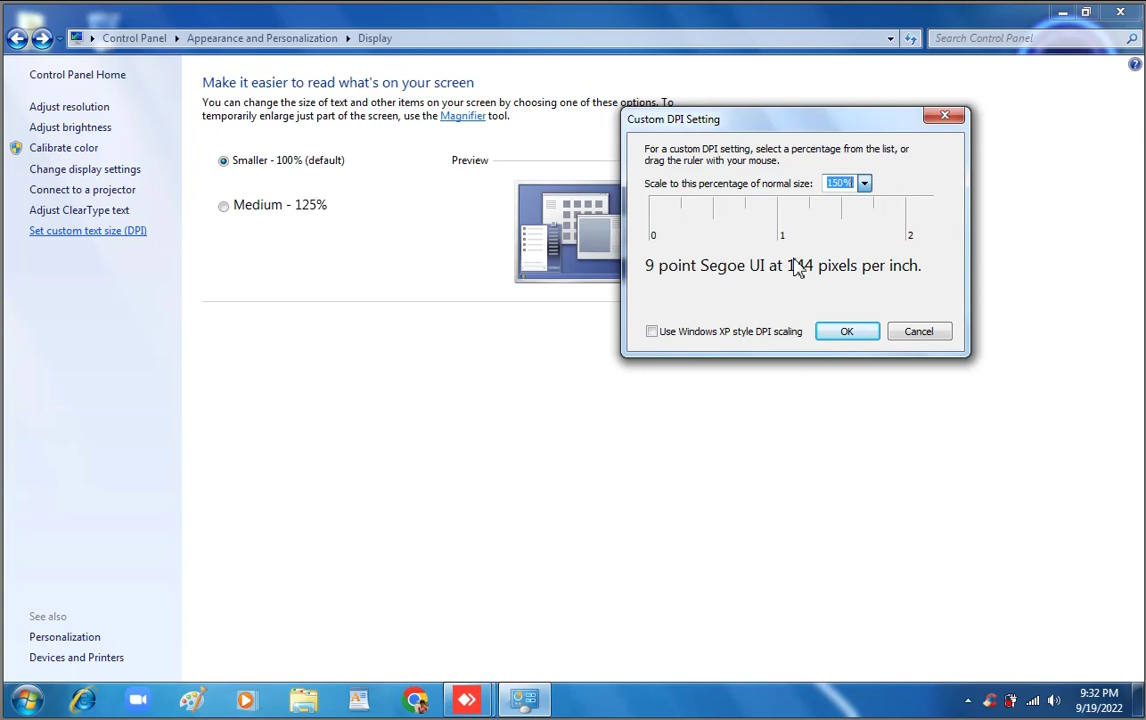 Control Panel
Appearance and Personalization
Display
Search Control Panel
Control Panel Home
Adjust resolution
Adjust brightness
Calibrate color
Change display settings
Connect to a projector
Adjust ClearType text
Set custom text size (DPI)
See also
Personalization
Devices and Printers
Make it easier to read what's on your screen
You can change the size of text and other items on your screen by choosing one of these options. To
temporarily enlarge just part of the screen, use the Magnifier tool.
Smaller - 100% (default)
Preview
Medium - 125%
Custom DPI Setting
For a custom DPI setting, select a percentage from the list, or
drag the ruler with your mouse.
Scale to this percentage of normal size: 150%
0 1 2
9 point Segoe UI at 144 pixels per inch.
Use Windows XP style DPI scaling
OK
Cancel
9:32 PM
9/19/2022